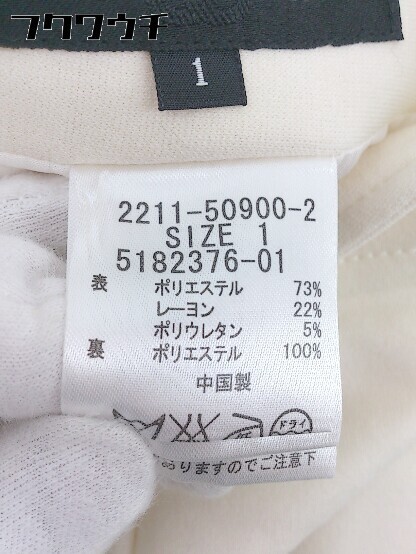 フクワウチ
1
2211-50900-2
SIZE 1
5182376-01
表 ポリエステル 73%
レーヨン 22%
ポリウレタン 5%
裏 ポリエステル 100%
中国製
ドライ
ありますのでご注意下